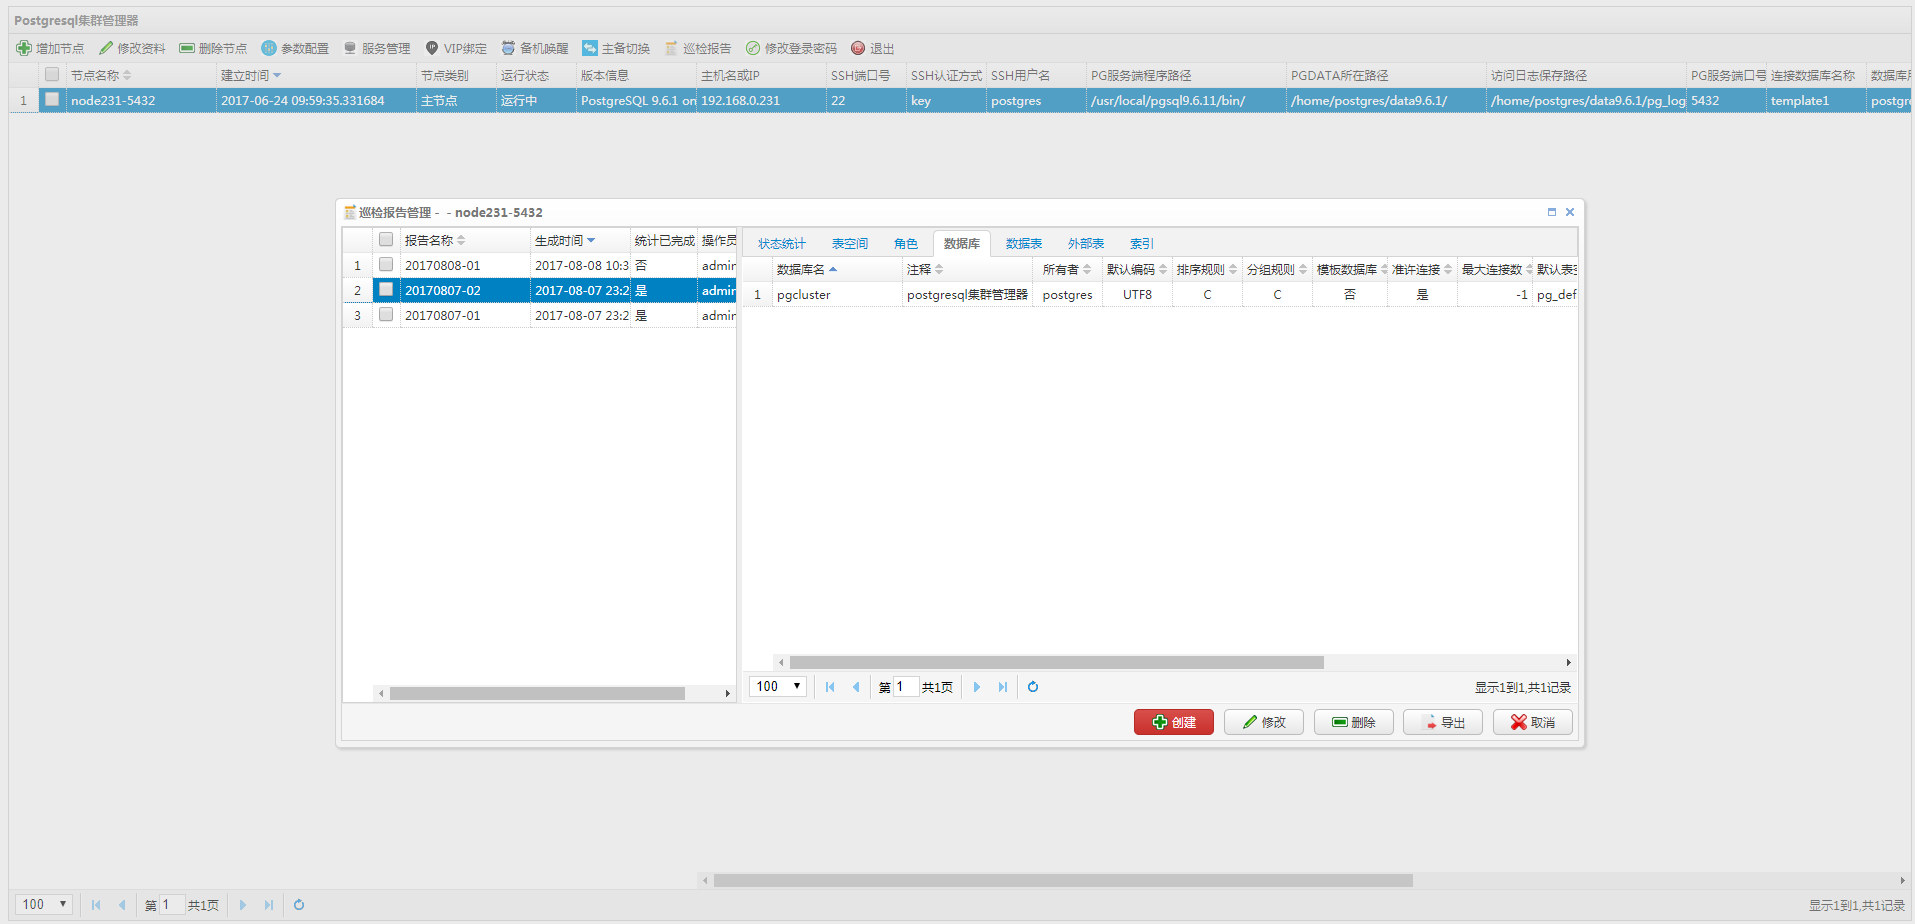 Postgresql集群管理器
增加节点 修改资料 删除节点 参数配置 服务管理 VIP绑定 备机唤醒 主备切换 巡检报告 修改登录密码 退出
节点名称 建立时间 节点类别 运行状态 版本信息 主机名或IP SSH端口号 SSH认证方式 SSH用户名 PG服务端程序路径 PGDATA所在路径 访问日志保存路径 PG服务端口号 连接数据库名称 数据库
1 node231-5432 2017-06-24 09:59:35.331684 主节点 运行中 PostgreSQL 9.6.1 on 192.168.0.231 22 key postgres /usr/local/pgsql9.6.11/bin/ /home/postgres/data9.6.1/ /home/postgres/data9.6.1/pg_log 5432 template1 postgr
巡检报告管理 - - node231-5432
报告名称 生成时间 统计已完成 操作员
1 20170808-01 2017-08-08 10:3 否 admin
2 20170807-02 2017-08-07 23:2 是 admin
3 20170807-01 2017-08-07 23:2 是 admin
状态统计 表空间 角色 数据库 数据表 外部表 索引
数据库名 注释 所有者 默认编码 排序规则 分组规则 模板数据库 准许连接 最大连接数 默认表
1 pgcluster postgresql集群管理器 postgres UTF8 C C 否 是 -1 pg_def
100 第 1 共1页 显示1到1,共1记录
创建 修改 删除 导出 取消
100 第 1 共1页 显示1到1,共1记录